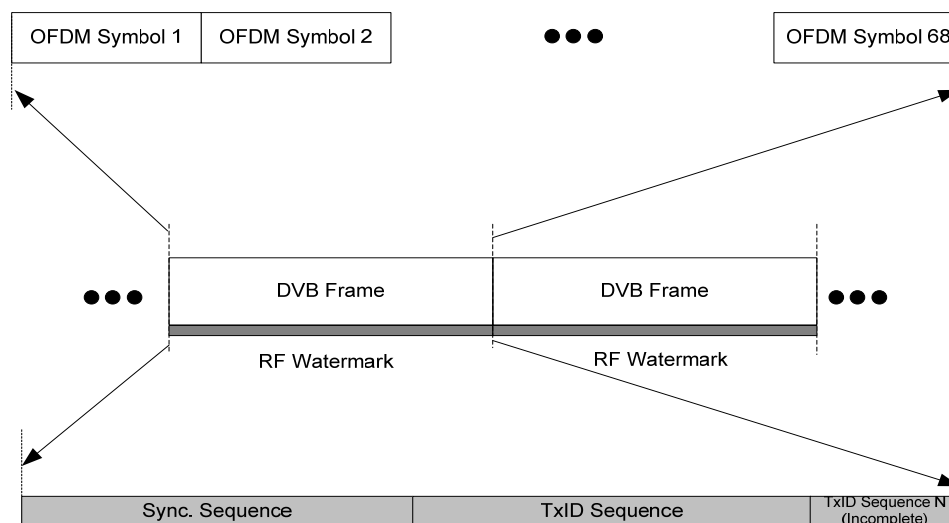 OFDM Symbol 1
OFDM Symbol 2
OFDM Symbol 68
DVB Frame
DVB Frame
RF Watermark
RF Watermark
Sync. Sequence
TxID Sequence
TxID Sequence N
(Incomplete)